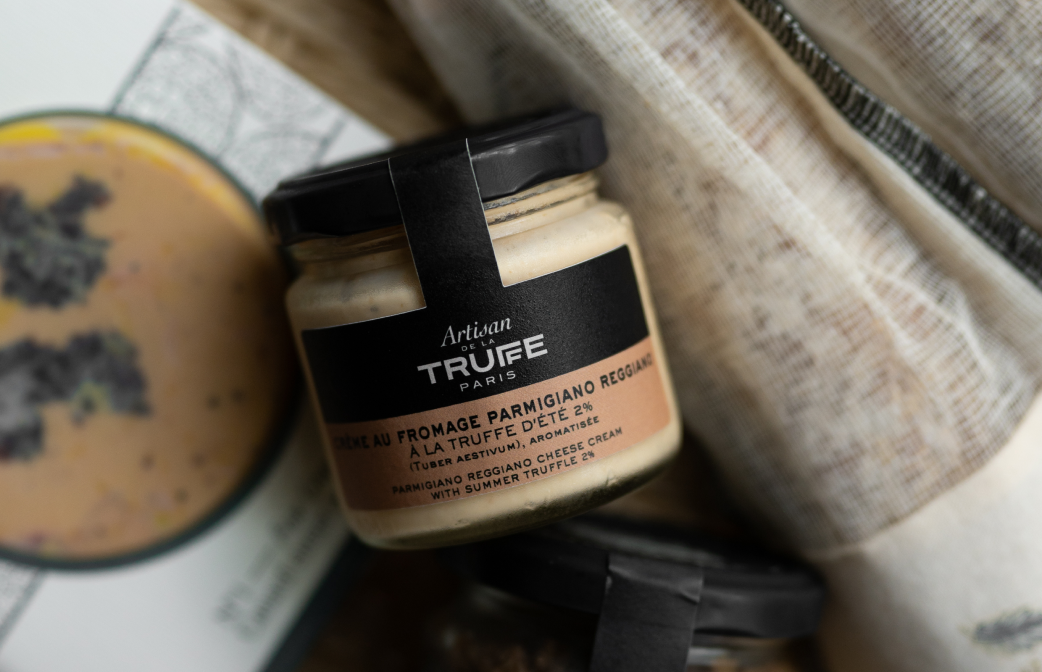 Artisan
DE LA
TRUFFE
PARIS
CRÈME AU FROMAGE PARMIGIANO REGGIANO
À LA TRUFFE D'ÉTÉ 2%
(TUBER AESTIVUM), AROMATISÉE
PARMIGIANO REGGIANO CHEESE CREAM
WITH SUMMER TRUFFLE 2%